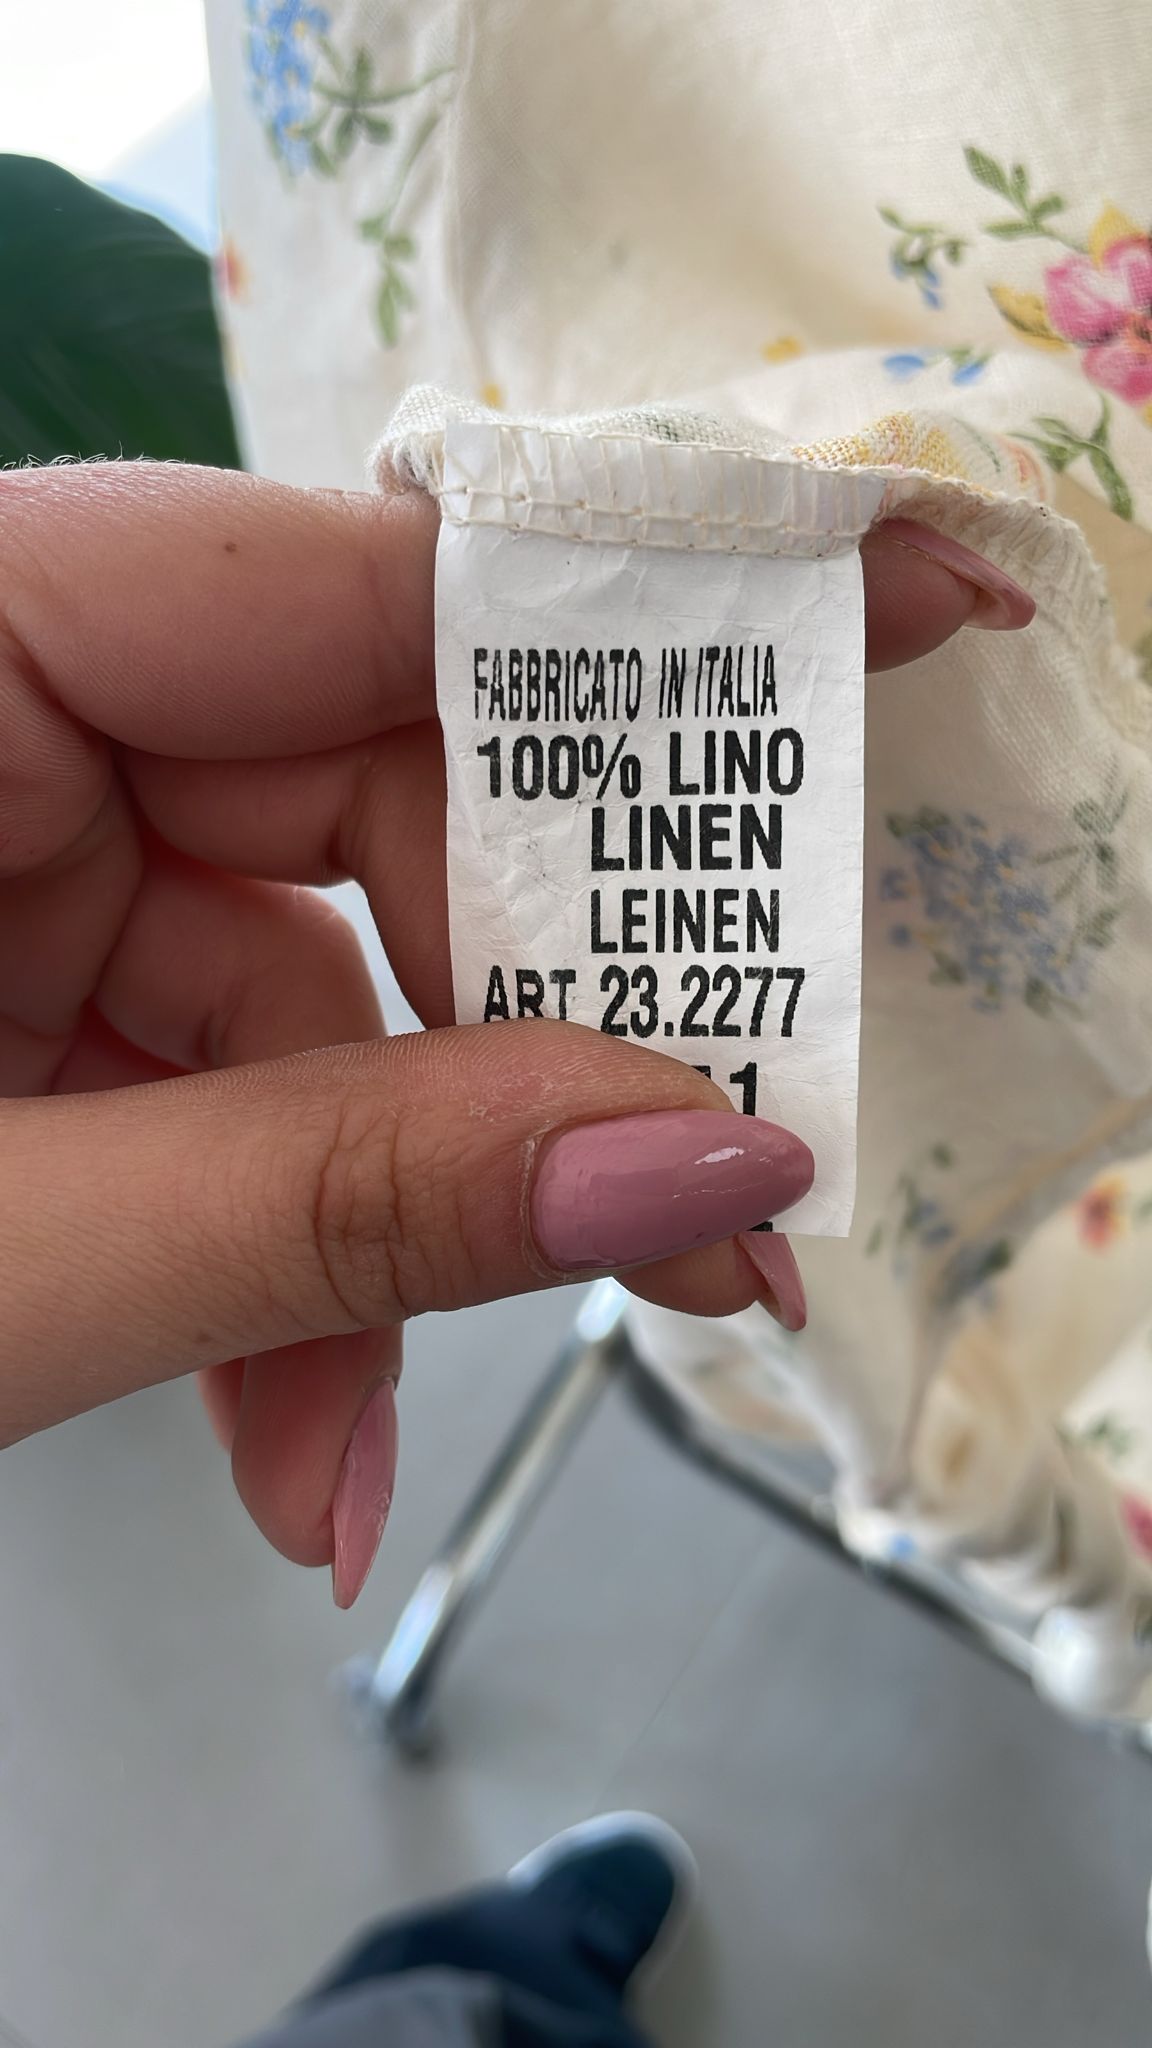 FABBRICATO IN ITALIA
100% LINO
LINEN
LEINEN
ART 23.2277